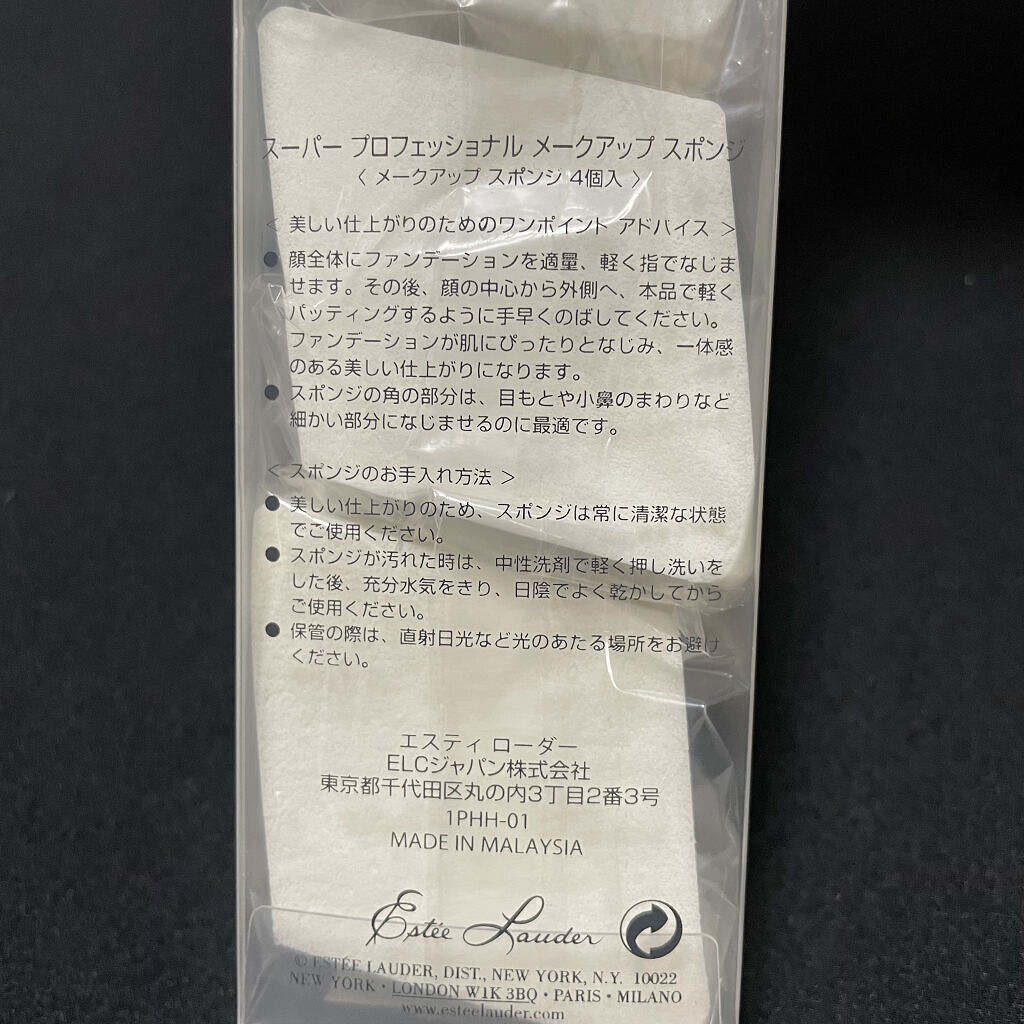 スーパー プロフェッショナル メークアップ スポンジ
〈 メークアップ スポンジ 4個入 〉
< 美しい仕上がりのためのワンポイント アドバイス >
● 顔全体にファンデーションを適量、軽く指でなじま
せます。その後、顔の中心から外側へ、本品で軽く
パッティングするように手早くのばしてください。
ファンデーションが肌にぴったりとなじみ、一体感
のある美しい仕上がりになります。
● スポンジの角の部分は、目もとや小鼻のまわりなど
細かい部分になじませるのに最適です。
< スポンジのお手入れ方法 >
● 美しい仕上がりのため、スポンジは常に清潔な状態
でご使用ください。
● スポンジが汚れた時は、中性洗剤で軽く押し洗いを
した後、充分水気をきり、日陰でよく乾かしてから
ご使用ください。
● 保管の際は、直射日光など光のあたる場所をお避け
ください。
エスティ ローダー
ELCジャパン株式会社
東京都千代田区丸の内3丁目2番3号
1PHH-01
MADE IN MALAYSIA
Estée Lauder
© ESTÉE LAUDER, DIST., NEW YORK, N.Y. 10022
NEW YORK · LONDON W1K 3BQ · PARIS · MILANO
www.esteelauder.com